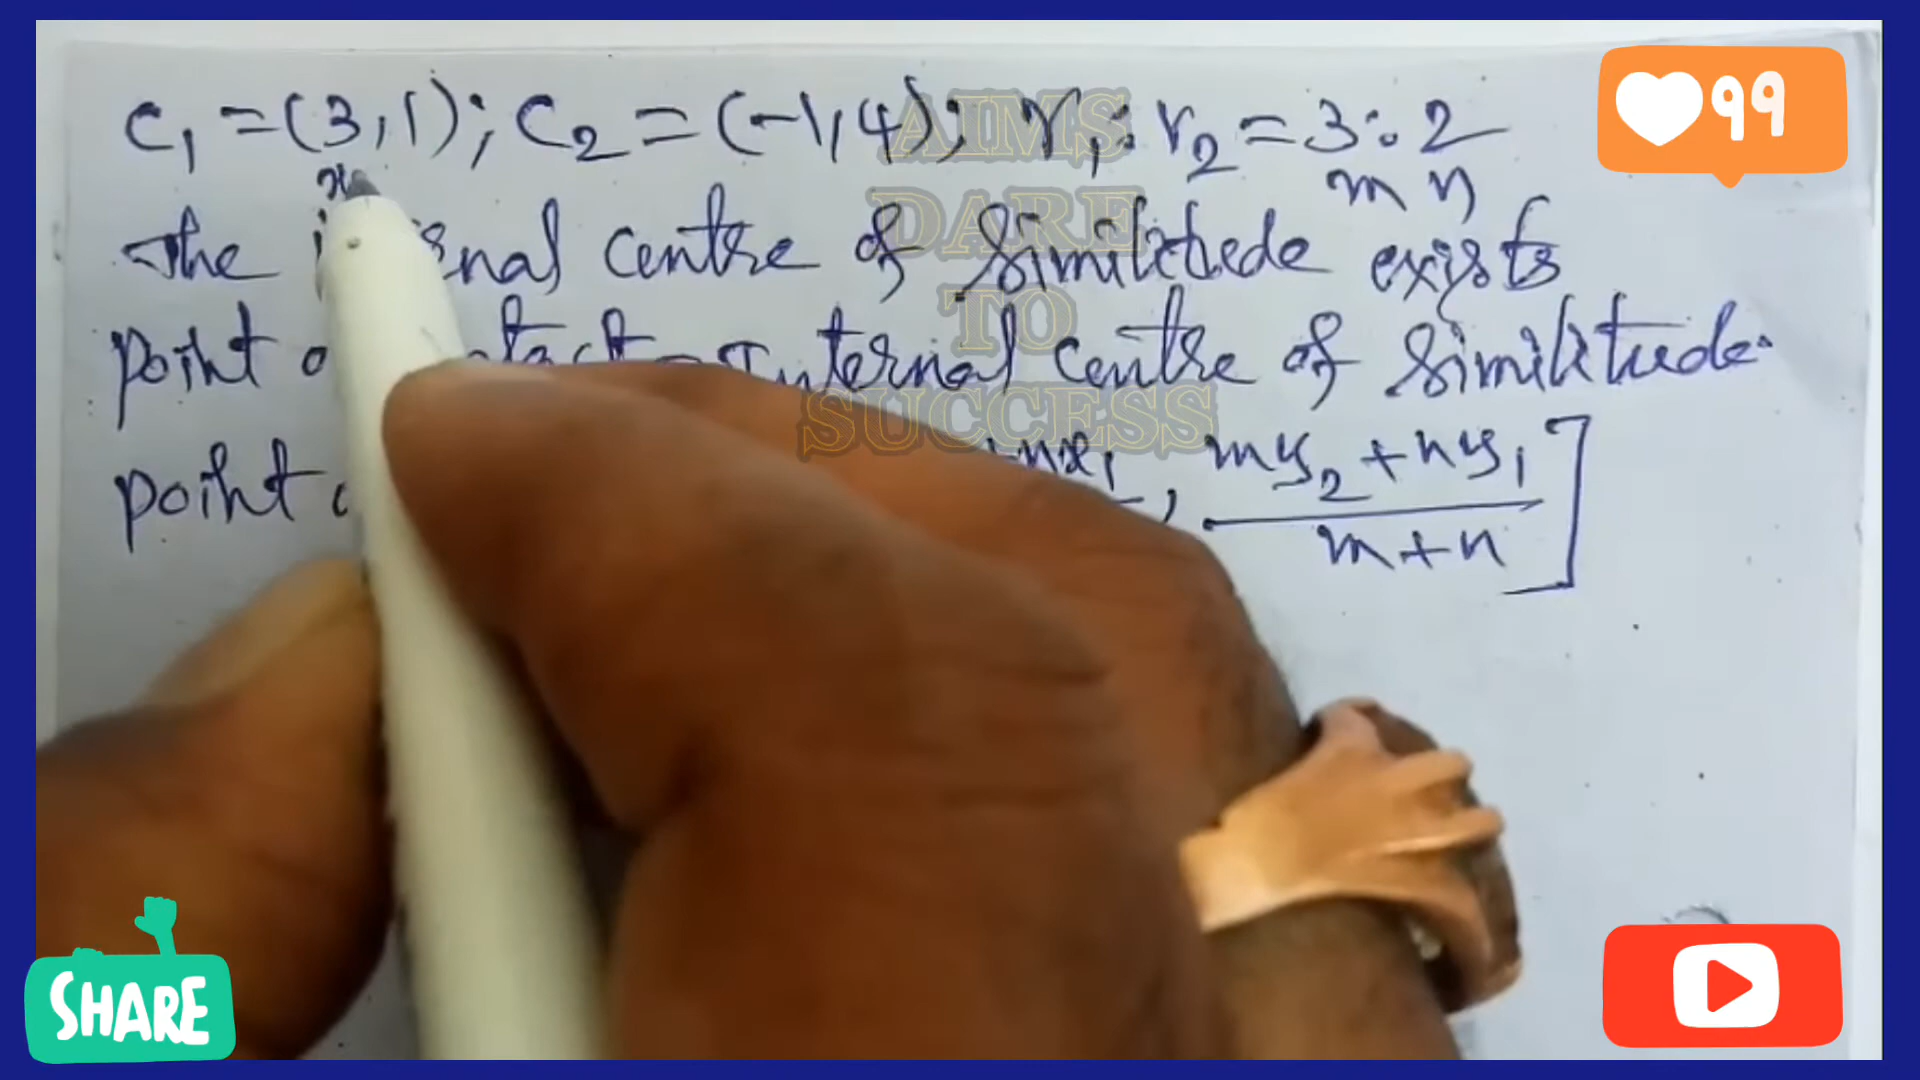 C₁ = (3,1); C₂ = (-1,4); r₁ : r₂ = 3:2
x m n
The nal centre of Similitude exists
point Internal centre of Similitude.
point +nx₁, my₂+ny₁ ]
m+n
AIMS
DARE
TO
SUCCESS
99
SHARE